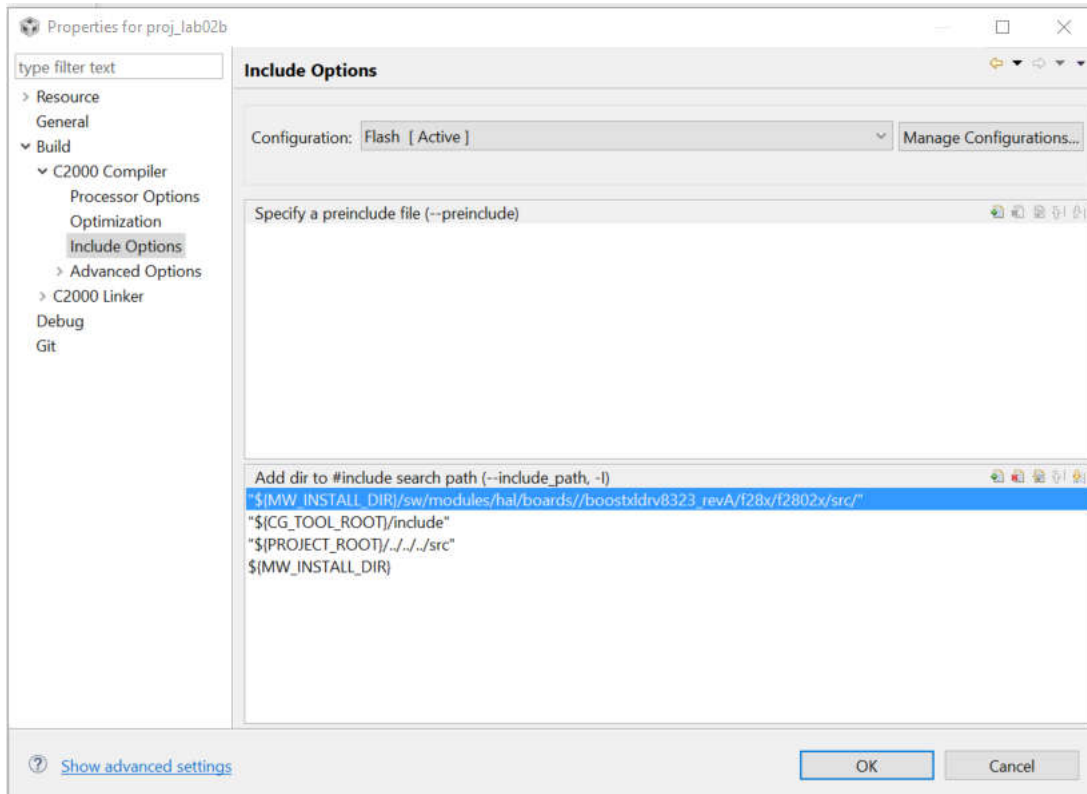 Properties for proj_lab02b
type filter text
Include Options
Resource
General
Build
C2000 Compiler
Processor Options
Optimization
Include Options
Advanced Options
C2000 Linker
Debug
Git
Configuration: Flash [ Active ] Manage Configurations...
Specify a preinclude file (--preinclude)
Add dir to #include search path (--include_path, -I)
"${MW_INSTALL_DIR}/sw/modules/hal/boards//boostxldrv8323_revA/f28x/f2802x/src/"
"${CG_TOOL_ROOT}/include"
"${PROJECT_ROOT}/../../../src"
${MW_INSTALL_DIR}
Show advanced settings
OK Cancel